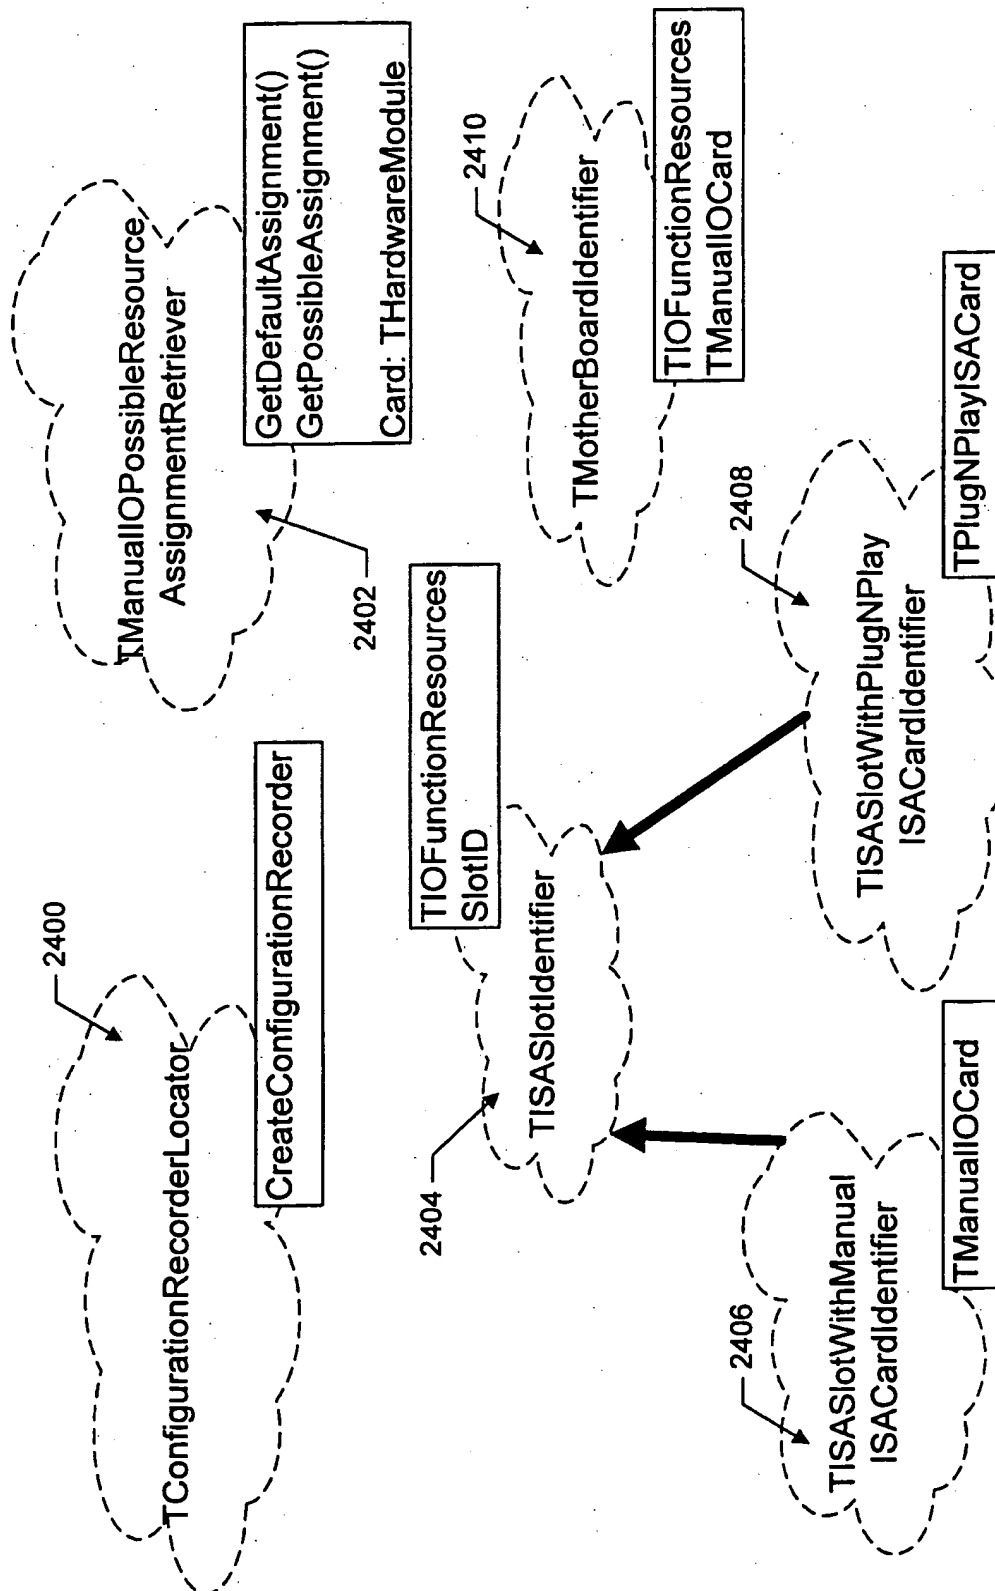 2400
TConfigurationRecorderLocator
CreateConfigurationRecorder
TManualIOPossibleResource
AssignmentRetriever
GetDefaultAssignment()
GetPossibleAssignment()
Card: THardwareModule
2402
2404
TISASlotIdentifier
TIOFunctionResources
SlotID
2410
TMotherBoardIdentifier
TIOFunctionResources
TManualIOCard
2406
TISASlotWithManual
ISACardIdentifier
TManualIOCard
2408
TISASlotWithPlugNPlay
ISACardIdentifier
TPlugNPlayISACard